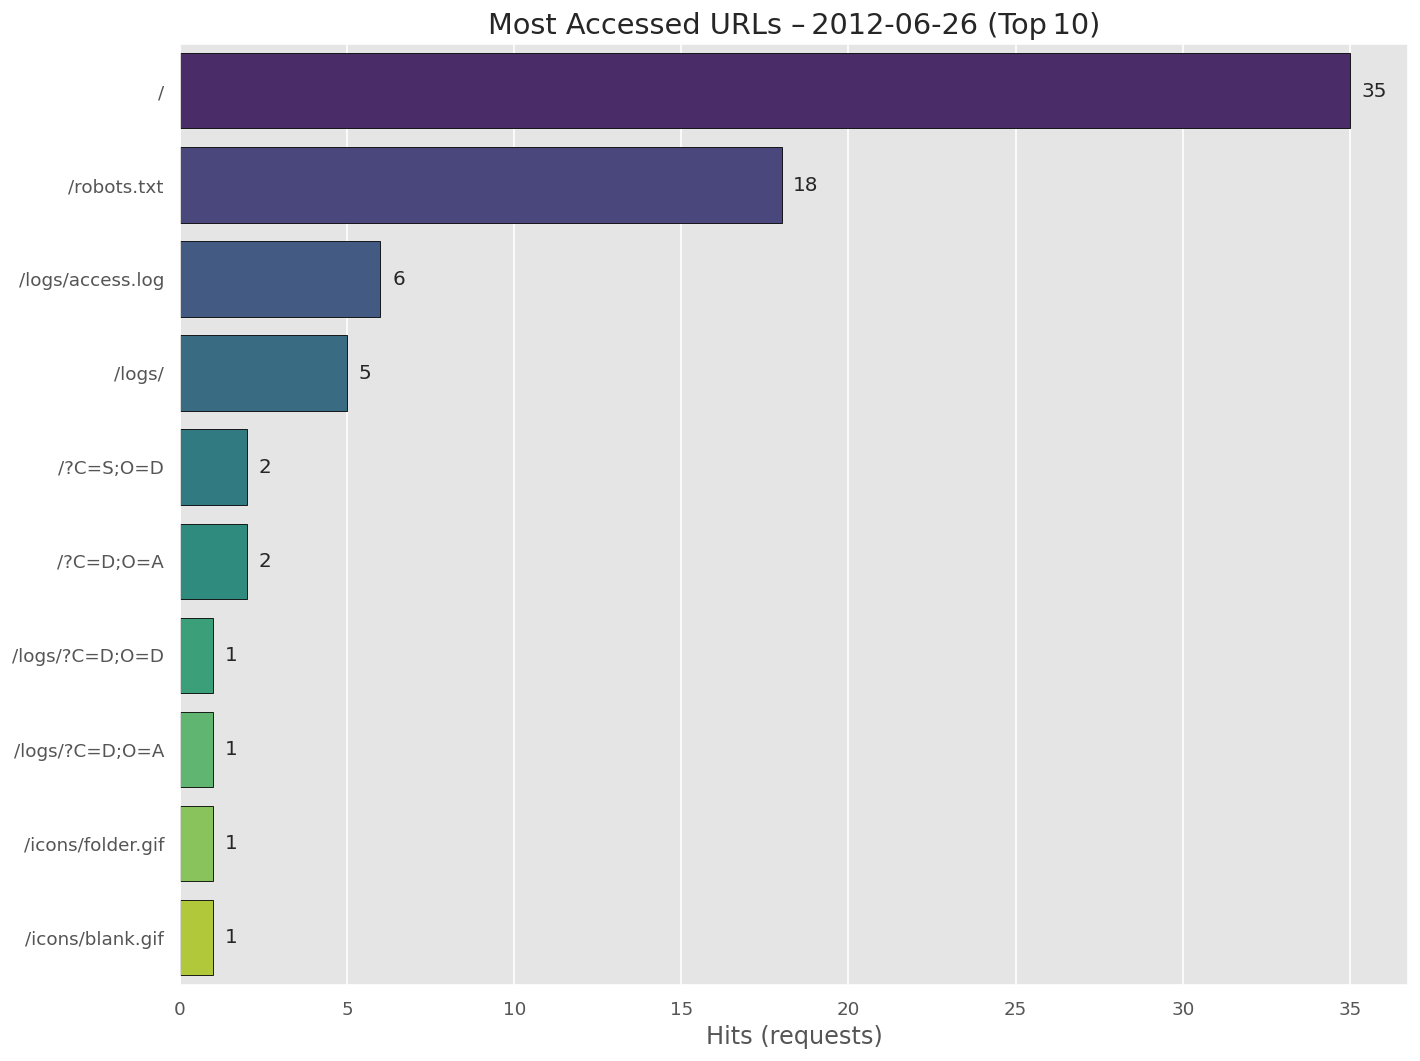 Most Accessed URLs – 2012-06-26 (Top 10)
/
35
/robots.txt
18
/logs/access.log
6
/logs/
5
/?C=S;O=D
2
/?C=D;O=A
2
/logs/?C=D;O=D
1
/logs/?C=D;O=A
1
/icons/folder.gif
1
/icons/blank.gif
1
0 5 10 15 20 25 30 35
Hits (requests)